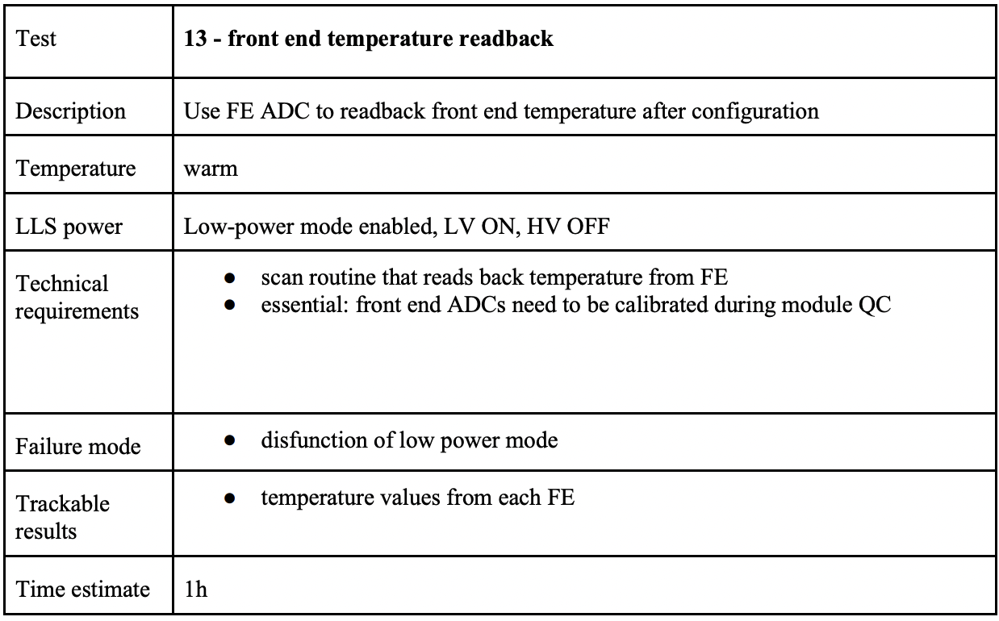 Test
13 - front end temperature readback
Description
Use FE ADC to readback front end temperature after configuration
Temperature
warm
LLS power
Low-power mode enabled, LV ON, HV OFF
Technical
requirements
● scan routine that reads back temperature from FE
● essential: front end ADCs need to be calibrated during module QC
Failure mode
● disfunction of low power mode
Trackable
results
● temperature values from each FE
Time estimate
1h